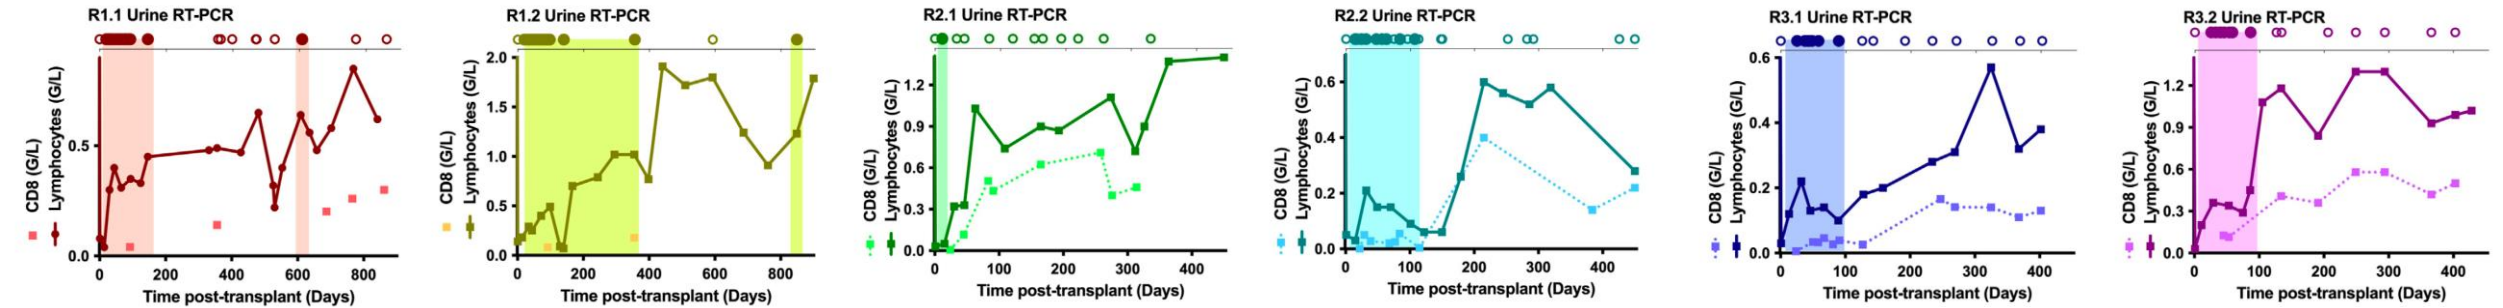 R1.1 Urine RT-PCR
CD8 (G/L)
Lymphocytes (G/L)
0.5
0.0
0 200 400 600 800
Time post-transplant (Days)
R1.2 Urine RT-PCR
CD8 (G/L)
Lymphocytes (G/L)
2.0
1.5
1.0
0.5
0.0
0 200 400 600 800
Time post-transplant (Days)
R2.1 Urine RT-PCR
CD8 (G/L)
Lymphocytes (G/L)
1.2
0.9
0.6
0.3
0.0
0 100 200 300 400
Time post-transplant (Days)
R2.2 Urine RT-PCR
CD8 (G/L)
Lymphocytes (G/L)
0.6
0.4
0.2
0.0
0 100 200 300 400
Time post-transplant (Days)
R3.1 Urine RT-PCR
CD8 (G/L)
Lymphocytes (G/L)
0.6
0.4
0.2
0.0
0 100 200 300 400
Time post-transplant (Days)
R3.2 Urine RT-PCR
CD8 (G/L)
Lymphocytes (G/L)
1.2
0.9
0.6
0.3
0.0
0 100 200 300 400
Time post-transplant (Days)